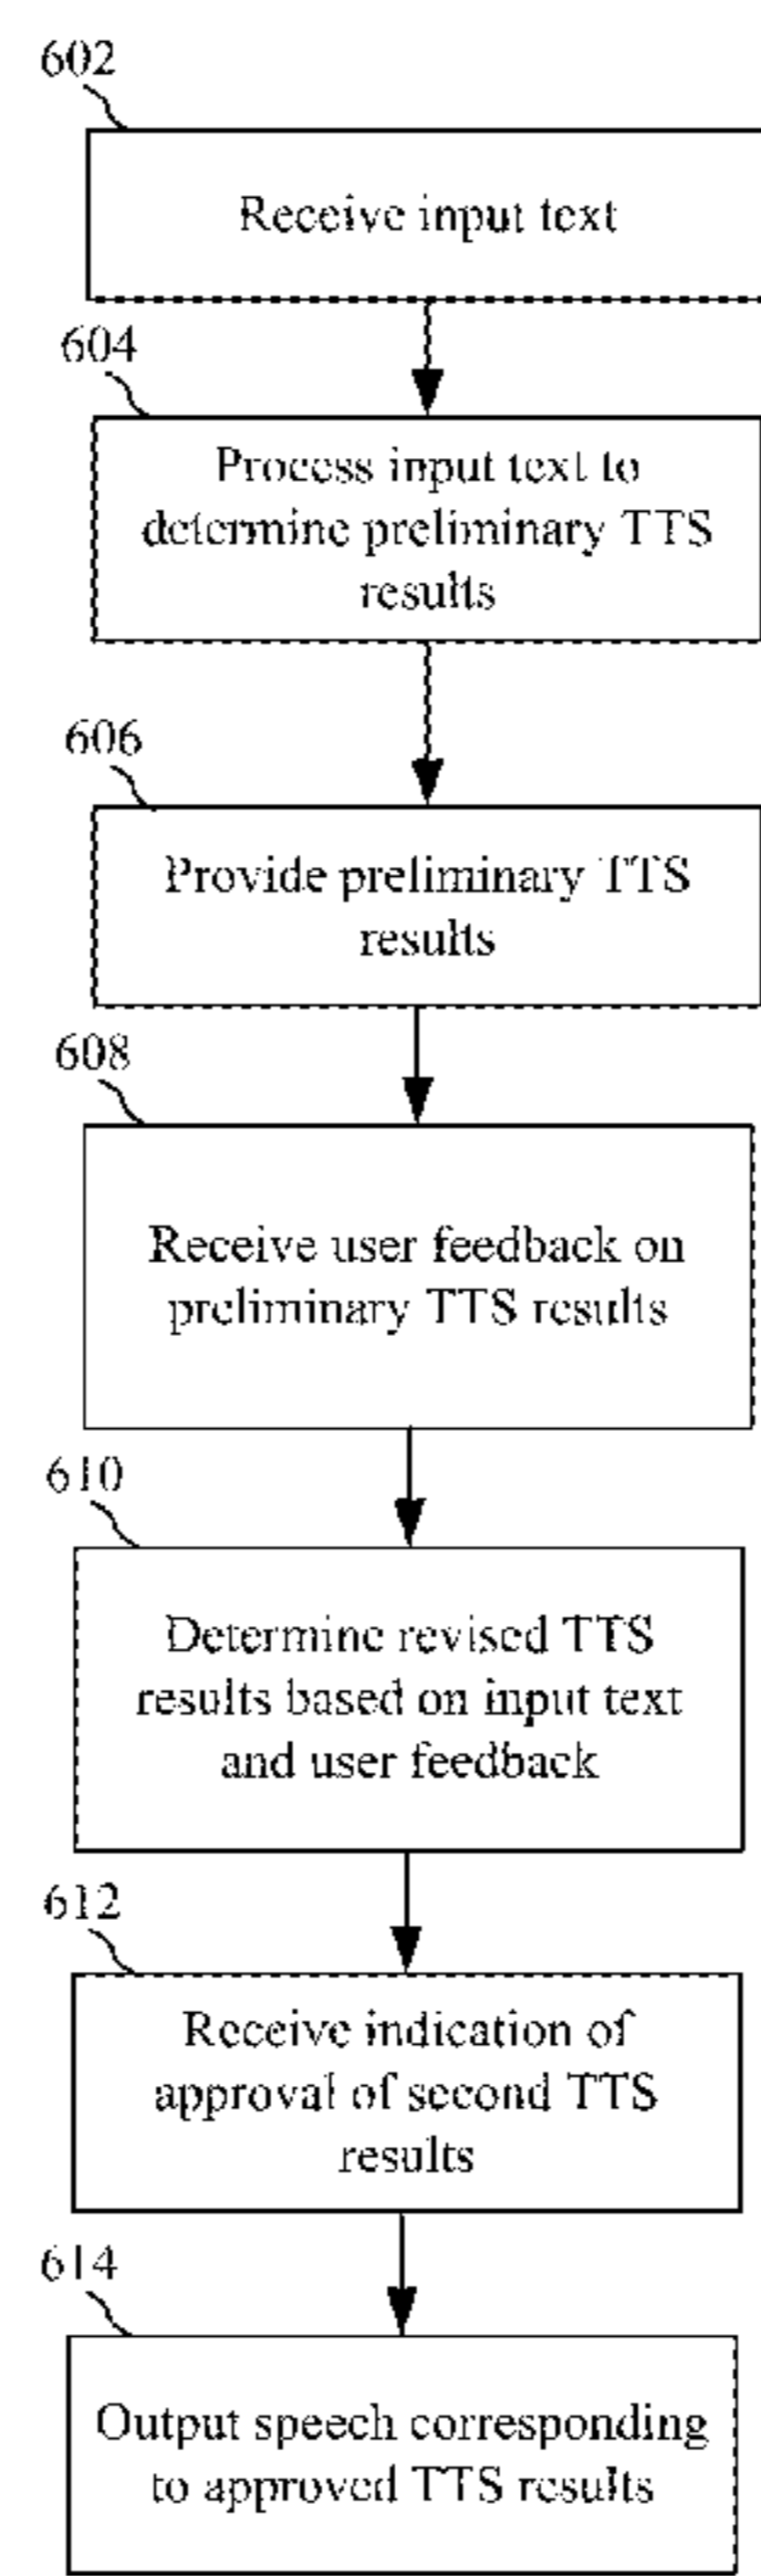 602
Receive input text
604
Process input text to
determine preliminary TTS
results
606
Provide preliminary TTS
results
608
Receive user feedback on
preliminary TTS results
610
Determine revised TTS
results based on input text
and user feedback
612
Receive indication of
approval of second TTS
results
614
Output speech corresponding
to approved TTS results